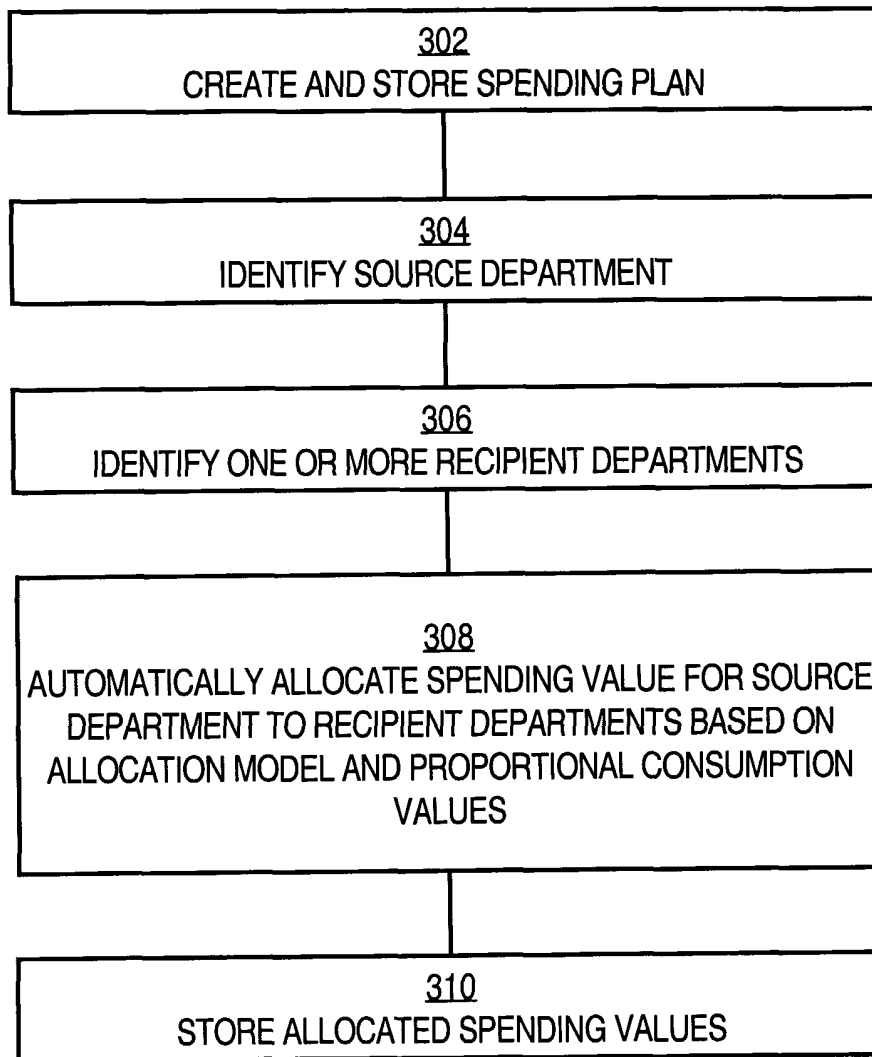 302
CREATE AND STORE SPENDING PLAN
304
IDENTIFY SOURCE DEPARTMENT
306
IDENTIFY ONE OR MORE RECIPIENT DEPARTMENTS
308
AUTOMATICALLY ALLOCATE SPENDING VALUE FOR SOURCE
DEPARTMENT TO RECIPIENT DEPARTMENTS BASED ON
ALLOCATION MODEL AND PROPORTIONAL CONSUMPTION
VALUES
310
STORE ALLOCATED SPENDING VALUES